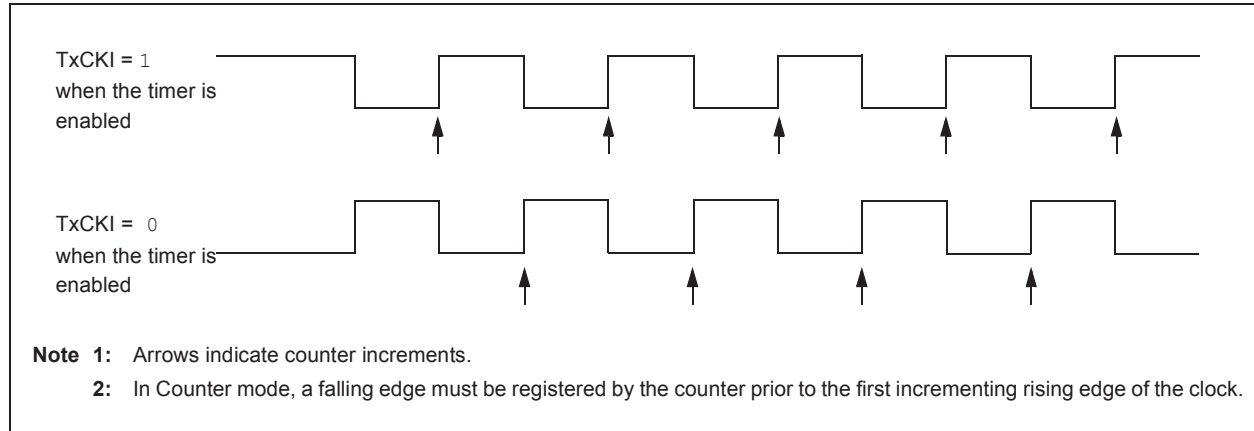 TxCKI = 1
when the timer is
enabled
TxCKI = 0
when the timer is
enabled
Note 1: Arrows indicate counter increments.
2: In Counter mode, a falling edge must be registered by the counter prior to the first incrementing rising edge of the clock.